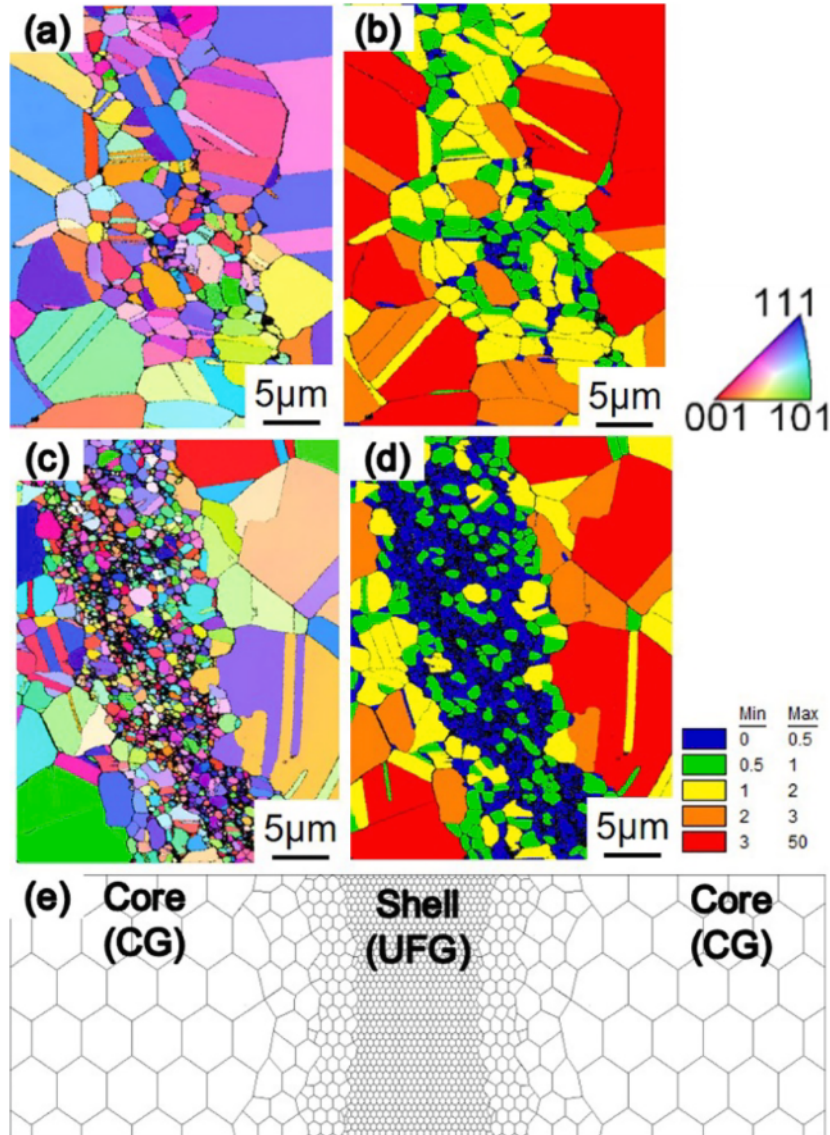 (a)
(b)
5μm
5μm
111
001
101
(c)
(d)
5μm
5μm
Min Max
0 0.5
0.5 1
1 2
2 3
3 50
(e)
Core
(CG)
Shell
(UFG)
Core
(CG)